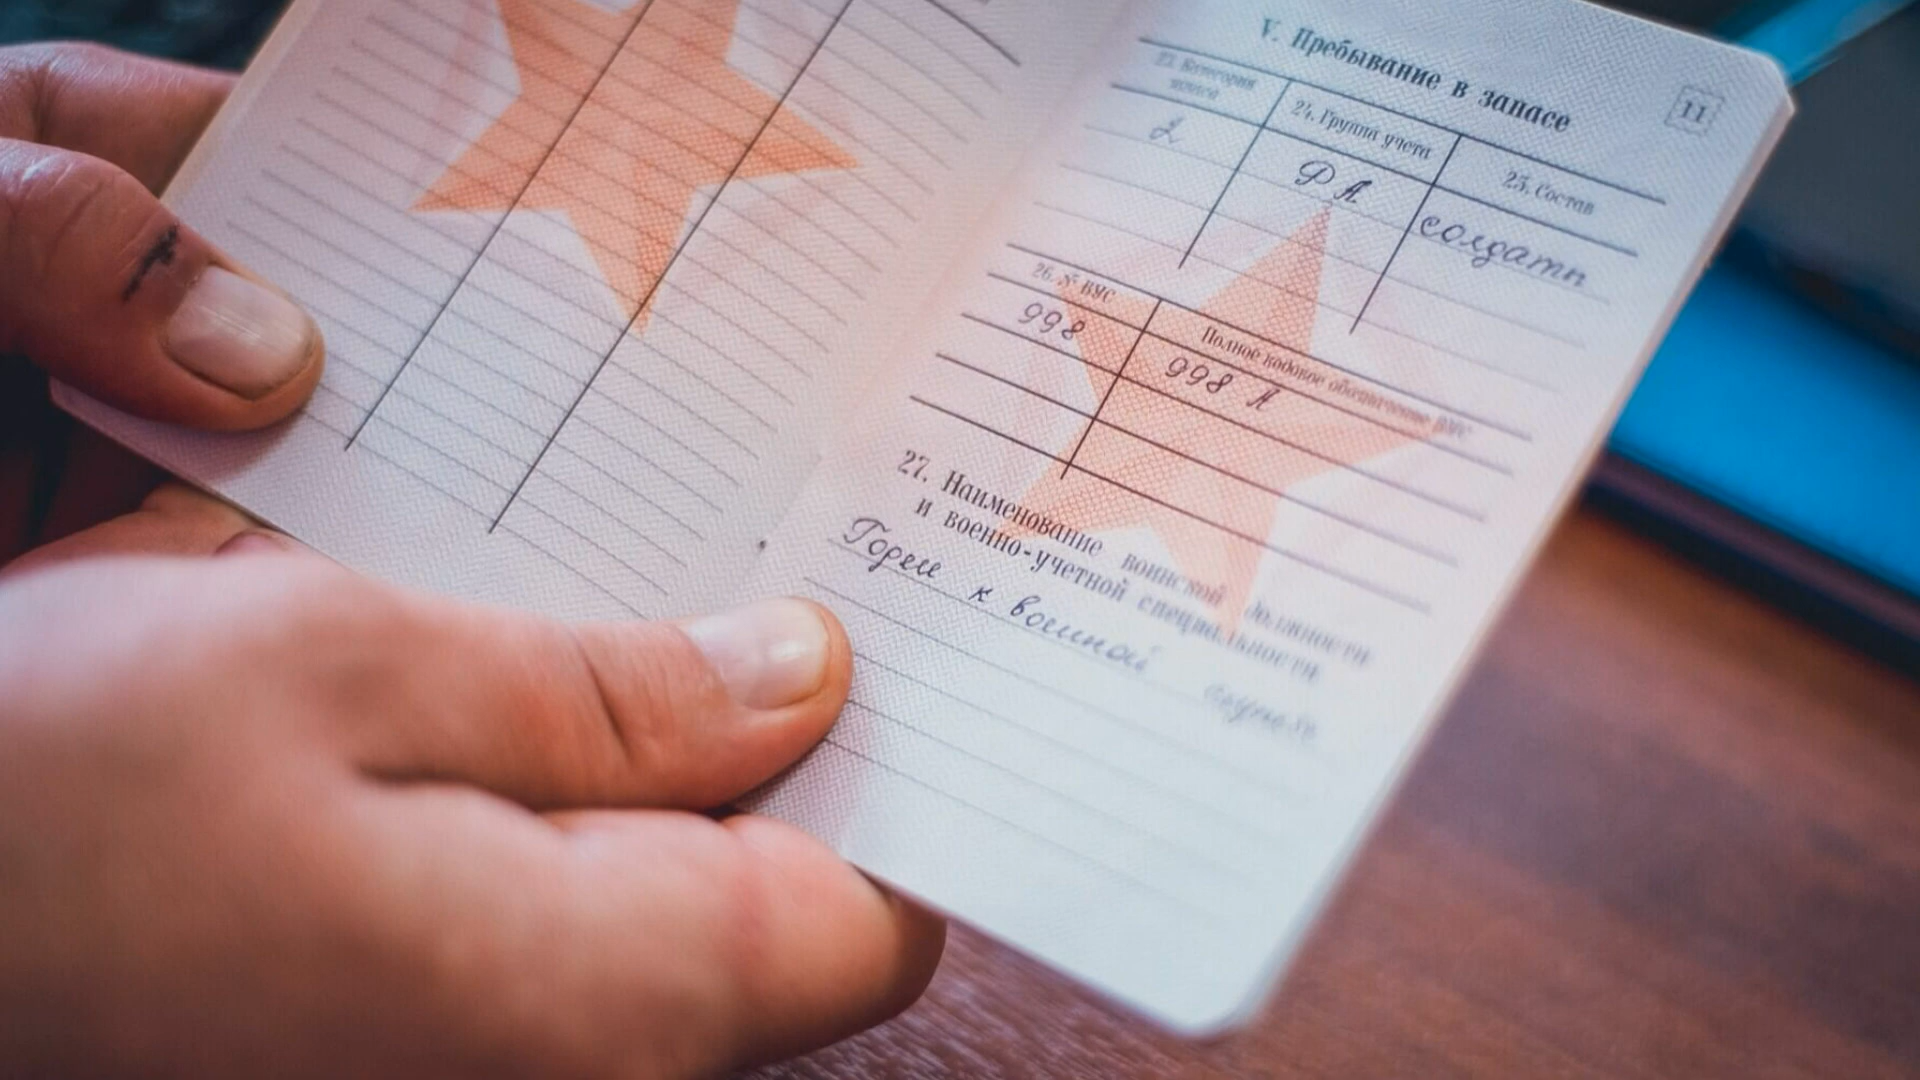 V. Пребывание в запасе
11
23. Категория запаса
24. Группа учета
25. Состав
2
РА
солдаты
26. № ВУС
Полное кодовое обозначение ВУС
998
998 А
27. Наименование воинской должности
и военно-учетной специальности
Годен к военной службе